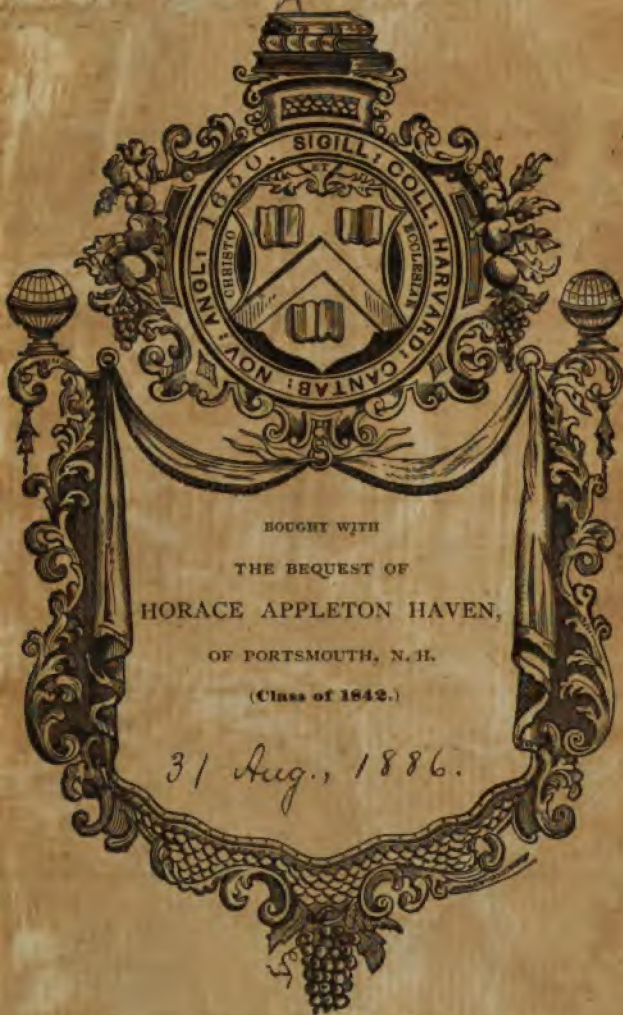 SIGILL: COLL: HARVARD: CANTAB: NOV: ANGL: 1650.
ET
CHRISTO
ECCLESIAE
BOUGHT WITH
THE BEQUEST OF
HORACE APPLETON HAVEN,
OF PORTSMOUTH, N. H.
(Class of 1842.)
31 Aug., 1886.